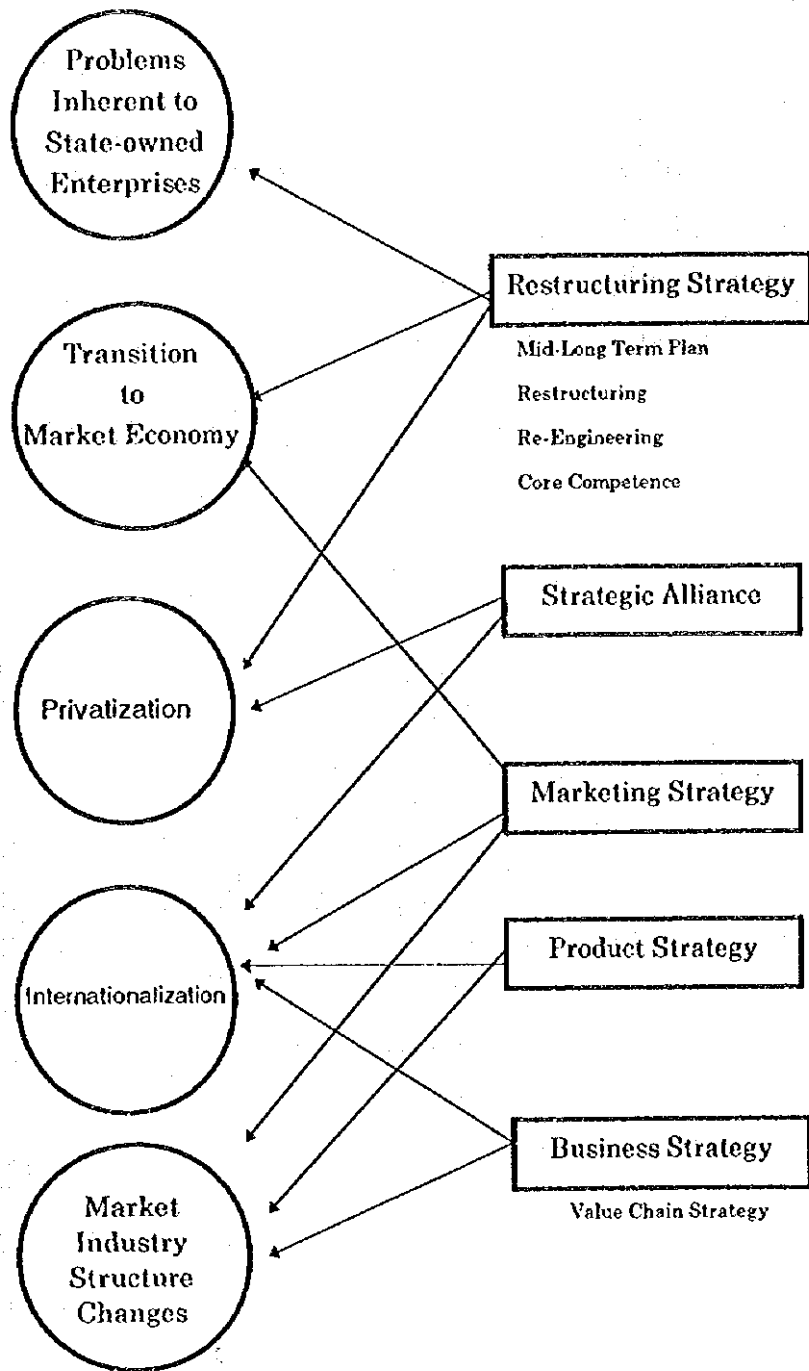 Problems
Inherent to
State-owned
Enterprises
Restructuring Strategy
Mid-Long Term Plan
Restructuring
Re-Engineering
Core Competence
Transition
to
Market Economy
Strategic Alliance
Privatization
Marketing Strategy
Product Strategy
Internationalization
Business Strategy
Value Chain Strategy
Market
Industry
Structure
Changes